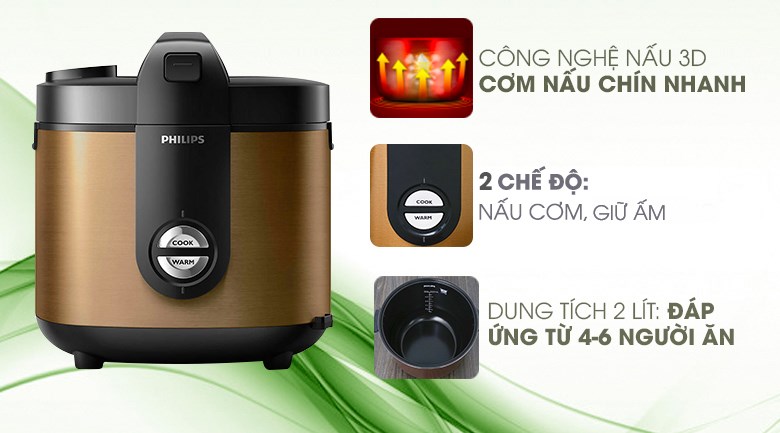 PHILIPS
COOK
WARM
CÔNG NGHỆ NẤU 3D
CƠM NẤU CHÍN NHANH
2 CHẾ ĐỘ:
NẤU CƠM, GIỮ ẤM
COOK
WARM
DUNG TÍCH 2 LÍT: ĐÁP
ỨNG TỪ 4-6 NGƯỜI ĂN